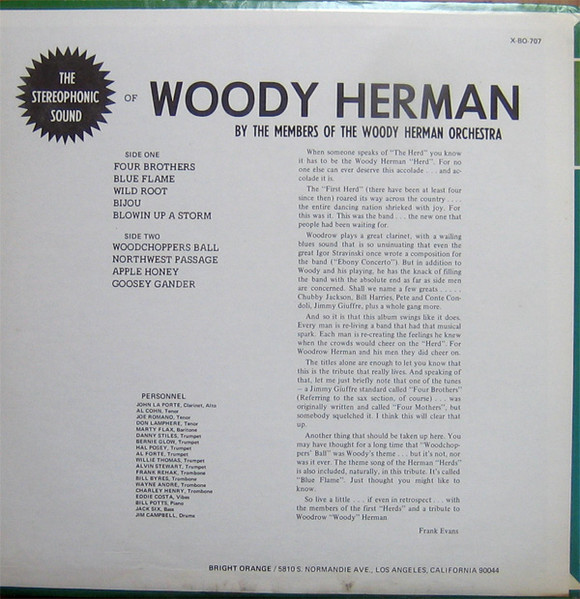 X-BO-707
THE
STEREOPHONIC
SOUND
OF WOODY HERMAN
BY THE MEMBERS OF THE WOODY HERMAN ORCHESTRA
SIDE ONE
FOUR BROTHERS
BLUE FLAME
WILD ROOT
BIJOU
BLOWIN UP A STORM
SIDE TWO
WOODCHOPPERS BALL
NORTHWEST PASSAGE
APPLE HONEY
GOOSEY GANDER
PERSONNEL
JOHN LA PORTE, Clarinet, Alto
AL COHN, Tenor
JOE ROMANO, Tenor
DON LAMPHERE, Tenor
MARTY FLAX, Baritone
DANNY STILES, Trumpet
BERNIE GLOW, Trumpet
HAL POSEY, Trumpet
AL FORTE, Trumpet
WILLIE THOMAS, Trumpet
ALVIN STEWART, Trumpet
FRANK REHAK, Trombone
BILL BYRES, Trombone
WAYNE ANDRE, Trombone
CHARLEY HENRY, Trombone
EDDIE COSTA, Vibes
BILL POTTS, Piano
JACK SIX, Bass
JIM CAMPBELL, Drums
When someone speaks of "The Herd" you know
it has to be the Woody Herman "Herd". For no
one else can ever deserve this accolade . . . and ac-
colade it is.
The "First Herd" (there have been at least four
since then) roared its way across the country . . . .
the entire dancing nation shrieked with joy. For
this was it. This was the band . . . the new one that
people had been waiting for.
Woodrow plays a great clarinet, with a wailing
blues sound that is so unsinuating that even the
great Igor Stravinski once wrote a composition for
the band ("Ebony Concerto"). But in addition to
Woody and his playing, he has the knack of filling
the band with the absolute end as far as side men
are concerned. Shall we name a few greats . . . . .
Chubby Jackson, Bill Harries, Pete and Conte Con-
doli, Jimmy Giuffre, plus a whole gang more.
And so it is that this album swings like it does.
Every man is re-living a band that had that musical
spark. Each man is re-creating the feelings he knew
when the crowds would cheer on the "Herd". For
Woodrow Herman and his men they did cheer on.
The titles alone are enough to let you know that
this is the tribute that really lives. And speaking of
that, let me just briefly note that one of the tunes
– a Jimmy Giuffre standard called "Four Brothers"
(Referring to the sax section, of course) . . . was
originally written and called "Four Mothers", but
somebody squelched it. I think this will clear that
up.
Another thing that should be taken up here. You
may have thought for a long time that "Woodchop-
pers' Ball" was Woody's theme . . . but it's not, nor
was it ever. The theme song of the Herman "Herds"
is also included, naturally, in this tribute. It's called
"Blue Flame". Just thought you might like to
know.
So live a little . . . if even in retrospect . . . with
the members of the first "Herds" and a tribute to
Woodrow "Woody" Herman
Frank Evans
BRIGHT ORANGE / 5810 S. NORMANDIE AVE., LOS ANGELES, CALIFORNIA 90044